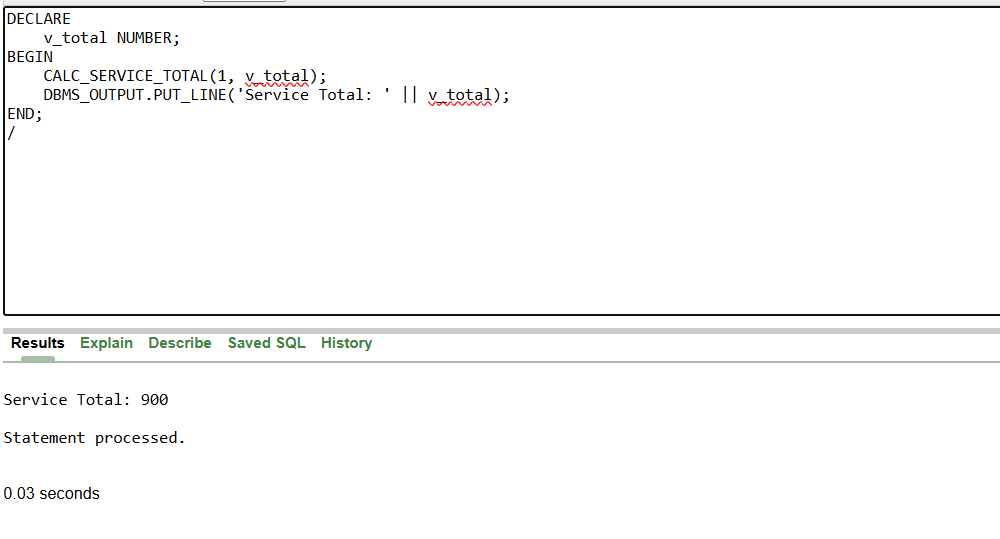 DECLARE
v_total NUMBER;
BEGIN
CALC_SERVICE_TOTAL(1, v_total);
DBMS_OUTPUT.PUT_LINE('Service Total: ' || v_total);
END;
/
Results Explain Describe Saved SQL History
Service Total: 900
Statement processed.
0.03 seconds